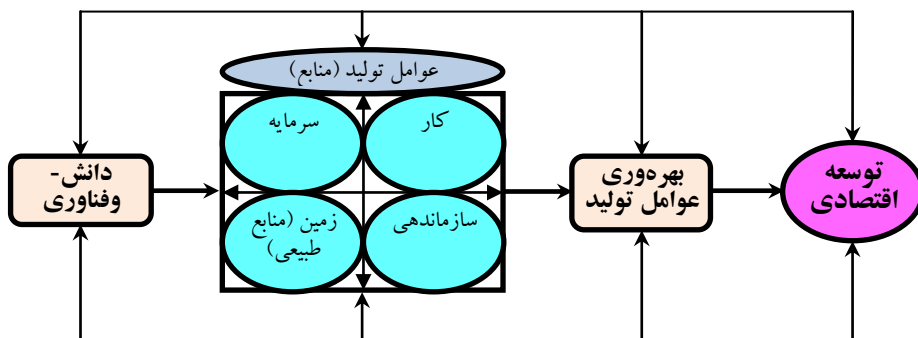 عوامل تولید (منابع)
کار
سرمایه
سازماندهی
زمین (منابع
طبیعی)
دانش-
وفناوری
بهره‌وری
عوامل تولید
توسعه
اقتصادی